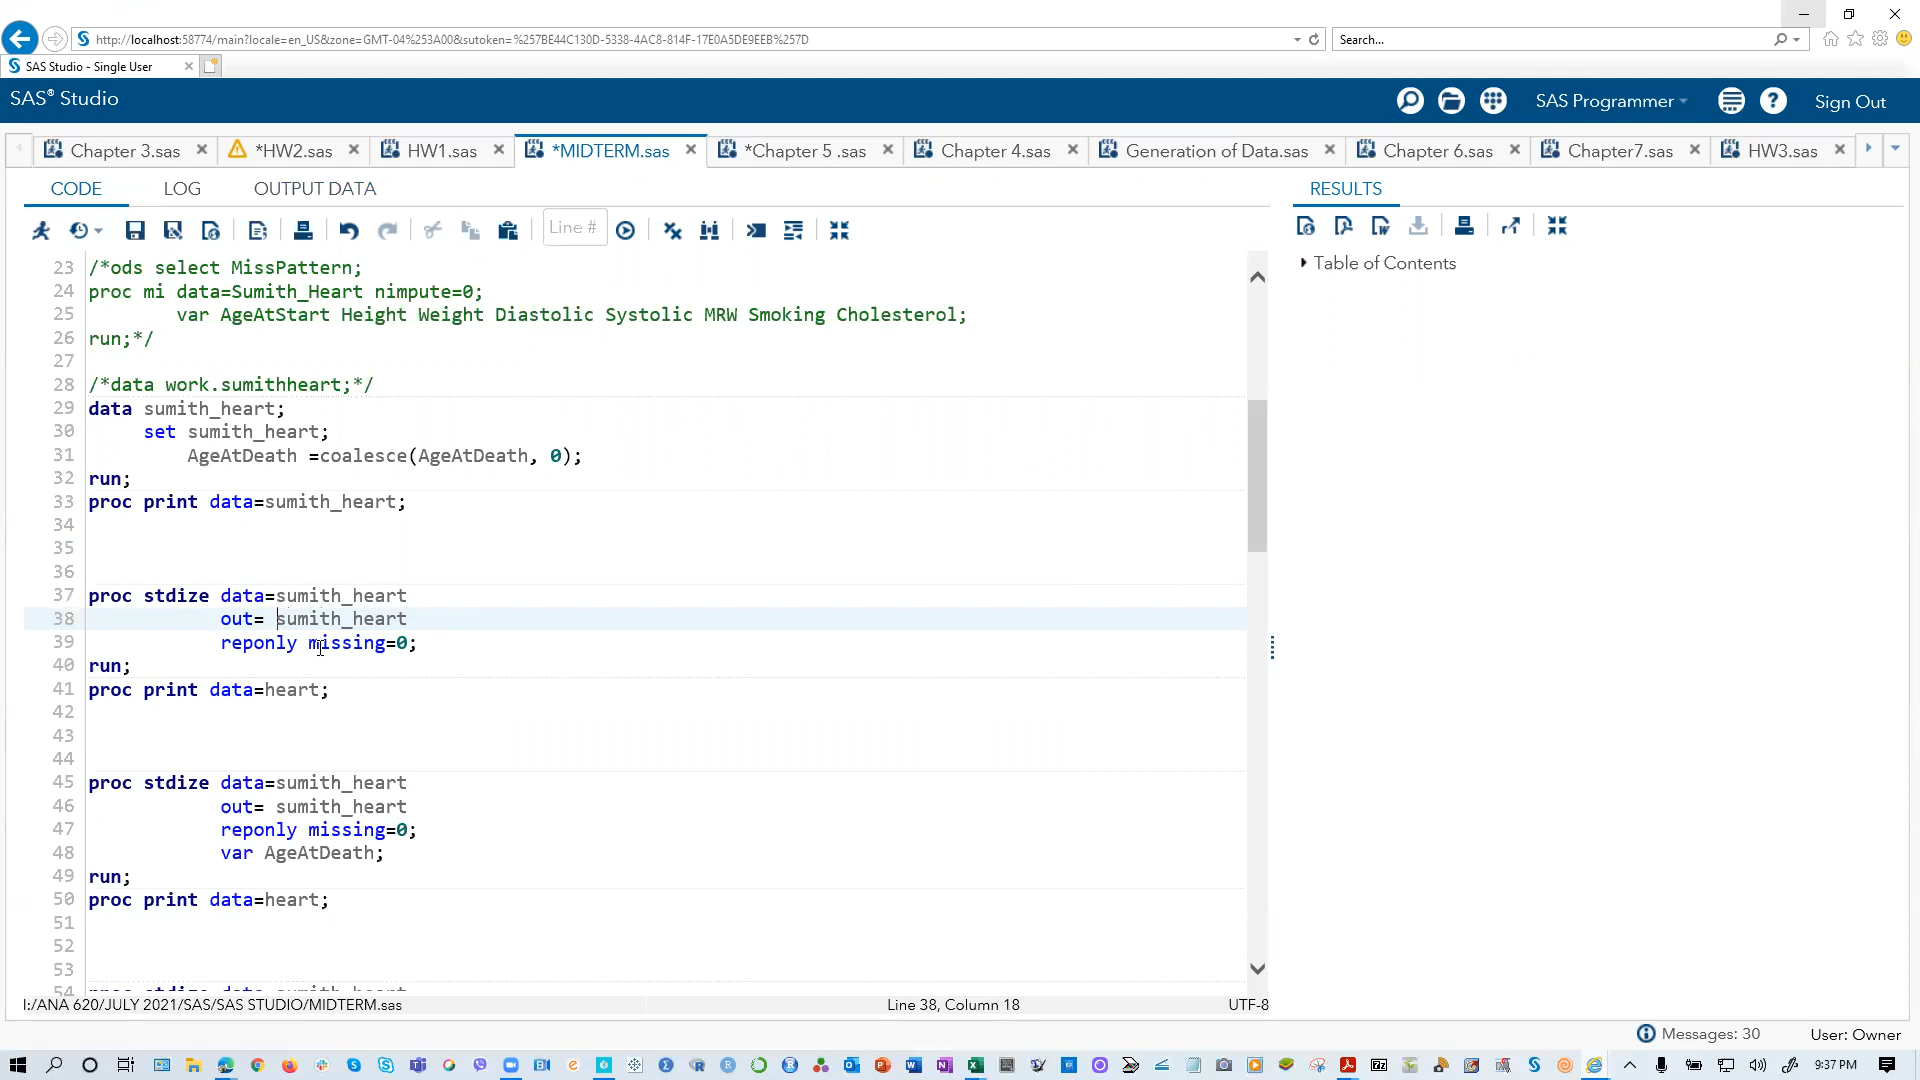 http://localhost:58774/main?locale=en_US&zone=GMT-04%253A00&sutoken=%257BE44C130D-5338-4AC8-814F-17E0A5DE9EEB%257D
Search...
SAS Studio - Single User
SAS® Studio
SAS Programmer
Sign Out
Chapter 3.sas
*HW2.sas
HW1.sas
*MIDTERM.sas
*Chapter 5 .sas
Chapter 4.sas
Generation of Data.sas
Chapter 6.sas
Chapter7.sas
HW3.sas
CODE
LOG
OUTPUT DATA
RESULTS
Line #
Table of Contents
23 /*ods select MissPattern;
24 proc mi data=Sumith_Heart nimpute=0;
25 var AgeAtStart Height Weight Diastolic Systolic MRW Smoking Cholesterol;
26 run;*/
27
28 /*data work.sumithheart;*/
29 data sumith_heart;
30 set sumith_heart;
31 AgeAtDeath =coalesce(AgeAtDeath, 0);
32 run;
33 proc print data=sumith_heart;
34
35
36
37 proc stdize data=sumith_heart
38 out= sumith_heart
39 reponly missing=0;
40 run;
41 proc print data=heart;
42
43
44
45 proc stdize data=sumith_heart
46 out= sumith_heart
47 reponly missing=0;
48 var AgeAtDeath;
49 run;
50 proc print data=heart;
51
52
53
54 proc stdize data=sumith_heart
I:/ANA 620/JULY 2021/SAS/SAS STUDIO/MIDTERM.sas
Line 38, Column 18
UTF-8
Messages: 30
User: Owner
9:37 PM